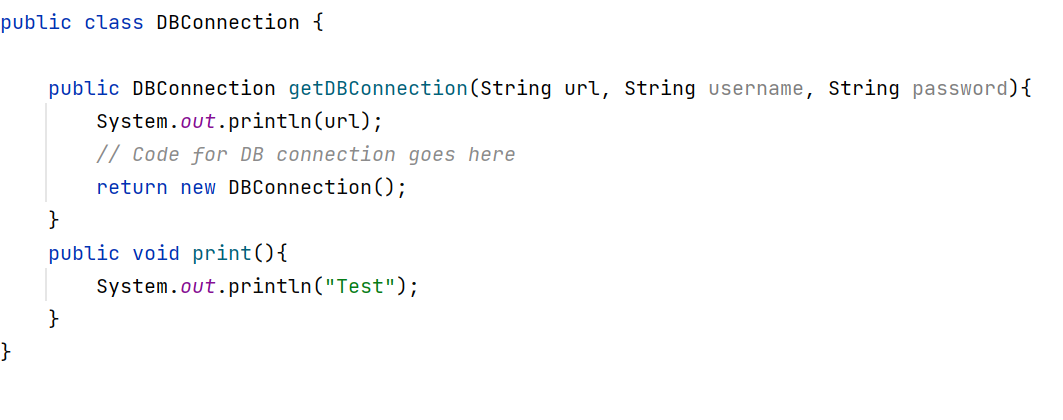 public class DBConnection {
public DBConnection getDBConnection(String url, String username, String password){
System.out.println(url);
// Code for DB connection goes here
return new DBConnection();
}
public void print(){
System.out.println("Test");
}
}